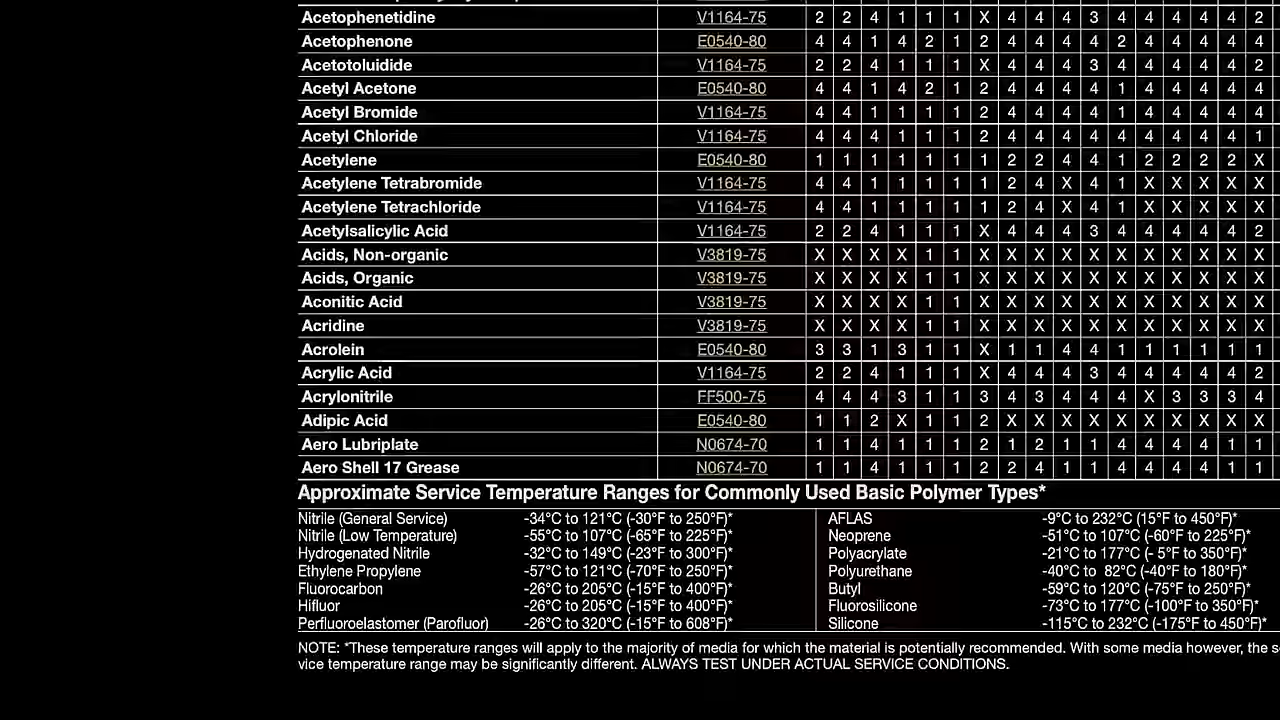 Acetophenetidine V1164-75 2 2 4 1 1 1 X 4 4 4 3 4 4 4 4 4 2
Acetophenone E0540-80 4 4 1 4 2 1 2 4 4 4 4 2 4 4 4 4 4
Acetotoluidide V1164-75 2 2 4 1 1 1 X 4 4 4 3 4 4 4 4 4 2
Acetyl Acetone E0540-80 4 4 1 4 2 1 2 4 4 4 4 1 4 4 4 4 4
Acetyl Bromide V1164-75 4 4 1 1 1 1 2 4 4 4 4 1 4 4 4 4 4
Acetyl Chloride V1164-75 4 4 4 1 1 1 2 4 4 4 4 4 4 4 4 4 1
Acetylene E0540-80 1 1 1 1 1 1 1 2 2 4 4 1 2 2 2 2 X
Acetylene Tetrabromide V1164-75 4 4 1 1 1 1 1 2 4 X 4 1 X X X X X
Acetylene Tetrachloride V1164-75 4 4 1 1 1 1 1 2 4 X 4 1 X X X X X
Acetylsalicylic Acid V1164-75 2 2 4 1 1 1 X 4 4 4 3 4 4 4 4 4 2
Acids, Non-organic V3819-75 X X X X 1 1 X X X X X X X X X X X
Acids, Organic V3819-75 X X X X 1 1 X X X X X X X X X X X
Aconitic Acid V3819-75 X X X X 1 1 X X X X X X X X X X X
Acridine V3819-75 X X X X 1 1 X X X X X X X X X X X
Acrolein E0540-80 3 3 1 3 1 1 X 1 1 4 4 1 1 1 1 1 1
Acrylic Acid V1164-75 2 2 4 1 1 1 X 4 4 4 3 4 4 4 4 4 2
Acrylonitrile FF500-75 4 4 4 3 1 1 3 4 3 4 4 4 X 3 3 3 4
Adipic Acid E0540-80 1 1 2 X 1 1 2 X X X X X X X X X X
Aero Lubriplate N0674-70 1 1 4 1 1 1 2 1 2 1 1 4 4 4 4 1 1
Aero Shell 17 Grease N0674-70 1 1 4 1 1 1 2 2 4 1 1 4 4 4 4 1 1
Approximate Service Temperature Ranges for Commonly Used Basic Polymer Types*
Nitrile (General Service) -34°C to 121°C (-30°F to 250°F)* AFLAS -9°C to 232°C (15°F to 450°F)*
Nitrile (Low Temperature) -55°C to 107°C (-65°F to 225°F)* Neoprene -51°C to 107°C (-60°F to 225°F)*
Hydrogenated Nitrile -32°C to 149°C (-23°F to 300°F)* Polyacrylate -21°C to 177°C (- 5°F to 350°F)*
Ethylene Propylene -57°C to 121°C (-70°F to 250°F)* Polyurethane -40°C to 82°C (-40°F to 180°F)*
Fluorocarbon -26°C to 205°C (-15°F to 400°F)* Butyl -59°C to 120°C (-75°F to 250°F)*
Hifluor -26°C to 205°C (-15°F to 400°F)* Fluorosilicone -73°C to 177°C (-100°F to 350°F)*
Perfluoroelastomer (Parofluor) -26°C to 320°C (-15°F to 608°F)* Silicone -115°C to 232°C (-175°F to 450°F)*
NOTE: *These temperature ranges will apply to the majority of media for which the material is potentially recommended. With some media however, the s
vice temperature range may be significantly different. ALWAYS TEST UNDER ACTUAL SERVICE CONDITIONS.